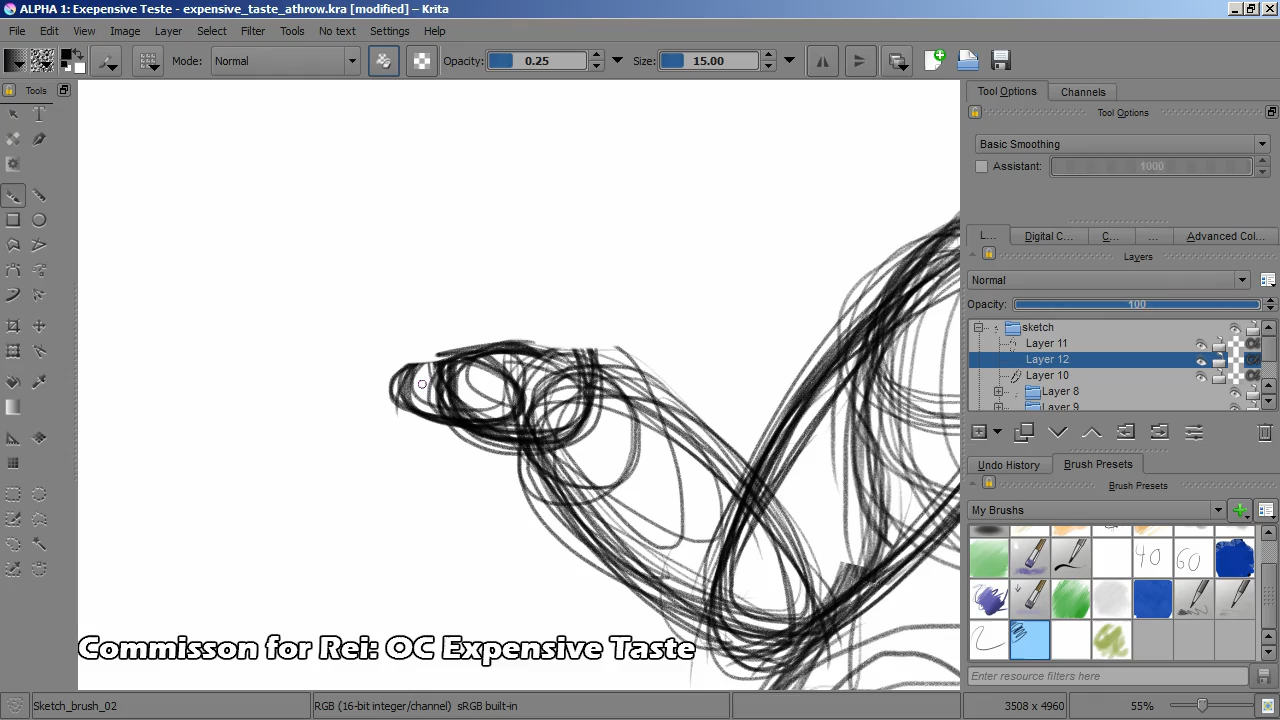 ALPHA 1: Exepensive Teste - expensive_taste_athrow.kra [modified] – Krita
File Edit View Image Layer Select Filter Tools No text Settings Help
Mode: Normal Opacity: 0.25 Size: 15.00
Tools
Tool Options Channels
Tool Options
Basic Smoothing
Assistant: 1000
L... Digital C... C... ... Advanced Col...
Layers
Normal
Opacity: 100
sketch
Layer 11
Layer 12
Layer 10
Layer 8
Layer 9
Undo History Brush Presets
Brush Presets
My Brushs
40 60
Enter resource filters here
Commisson for Rei: OC Expensive Taste
Sketch_brush_02 RGB (16-bit integer/channel) sRGB built-in 3508 x 4960 55%